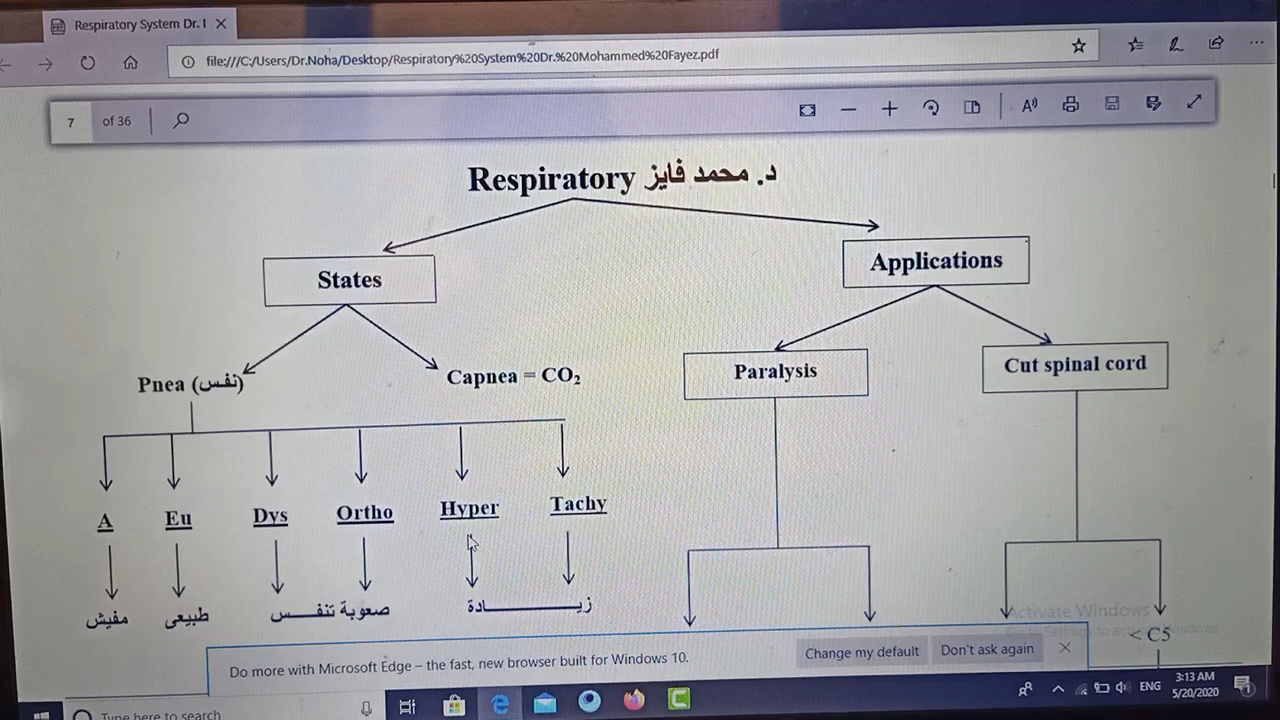 Respiratory System Dr. I
file:///C:/Users/Dr.Noha/Desktop/Respiratory%20System%20Dr.%20Mohammed%20Fayez.pdf
7 of 36
Respiratory د. محمد فايز
States
Applications
Pnea (نفس)
Capnea = CO₂
Paralysis
Cut spinal cord
A Eu Dys Ortho Hyper Tachy
مفيش
طبيعى
صعوبة تنفــس
زيـــــــــادة
Activate Windows
< C5
Do more with Microsoft Edge – the fast, new browser built for Windows 10.
Change my default
Don't ask again
Type here to search
ENG
3:13 AM
5/20/2020